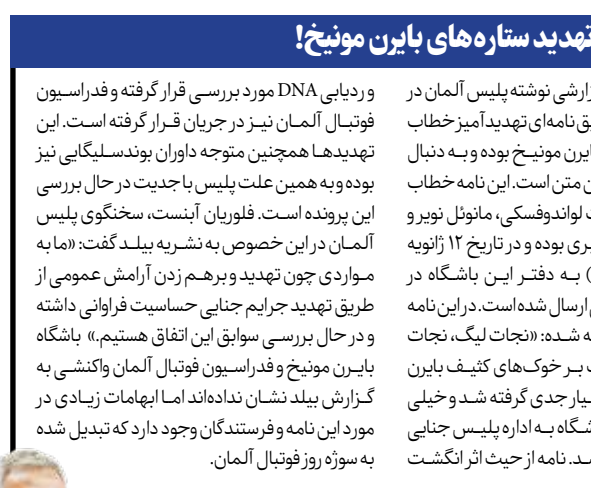 تهدید ستاره‌های بایرن مونیخ!
ارشی نوشته پلیس آلمان در
نامه‌ای تهدیدآمیز خطاب
بایرن مونیخ بوده و به دنبال
متن است. این نامه خطاب
لواندوفسکی، مانوئل نویر و
بوده و در تاریخ ۱۲ ژانویه
) به دفتر این باشگاه در
ارسال شده است. در این نامه
شده: «نجات لیگ، نجات
بر خوک‌های کثیف بایرن
جدی گرفته شد و خیلی
به اداره پلیس جنایی
نامه از حیث اثر انگشت
و ردیابی DNA مورد بررسی قرار گرفته و فدراسیون
فوتبال آلمان نیز در جریان قرار گرفته است. این
تهدیدها همچنین متوجه داوران بوندسلیگایی نیز
بوده و به همین علت پلیس با جدیت در حال بررسی
این پرونده است. فلوریان آبنست، سخنگوی پلیس
آلمان در این خصوص به نشریه بیلد گفت: «ما به
مواردی چون تهدید و برهم زدن آرامش عمومی از
طریق تهدید جرایم جنایی حساسیت فراوانی داشته
و در حال بررسی سوابق این اتفاق هستیم.» باشگاه
بایرن مونیخ و فدراسیون فوتبال آلمان واکنشی به
گزارش بیلد نشان نداده‌اند اما ابهامات زیادی در
مورد این نامه و فرستندگان وجود دارد که تبدیل شده
به سوژه روز فوتبال آلمان.